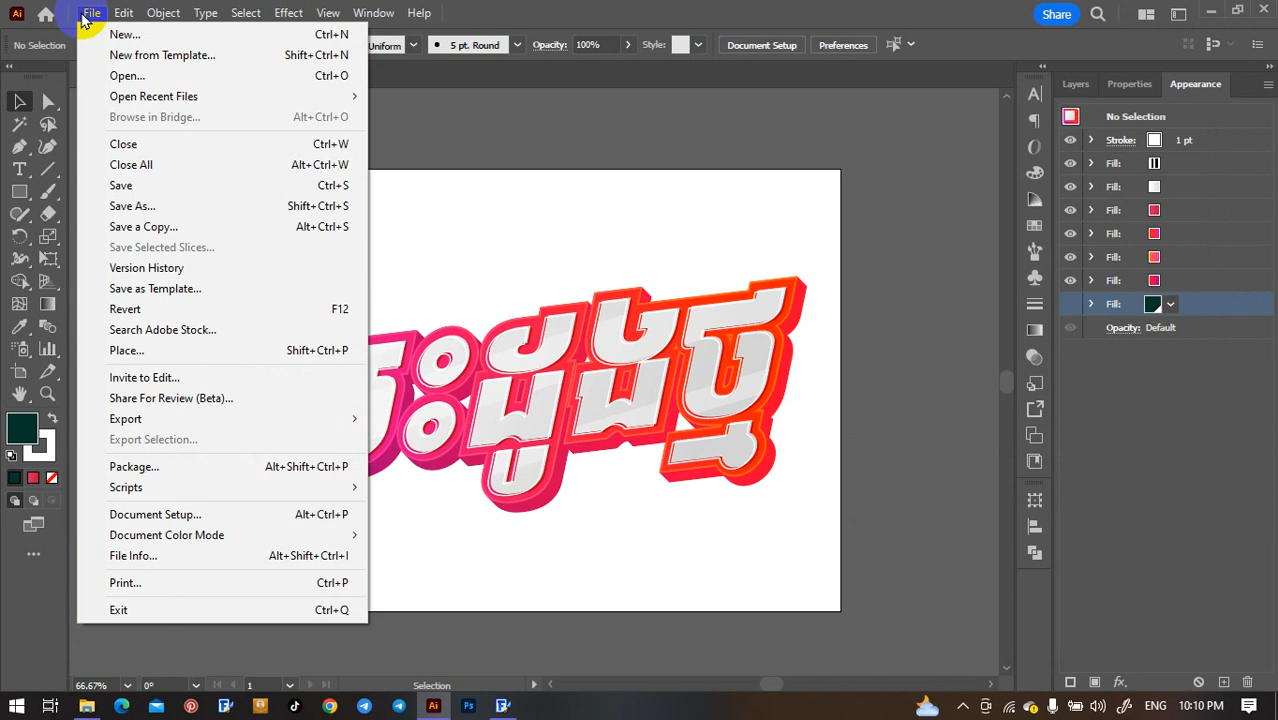 Ai File Edit Object Type Select Effect View Window Help Share
No Selection Uniform 5 pt. Round Opacity: 100% Style: Document Setup Preferences
New... Ctrl+N
New from Template... Shift+Ctrl+N
Open... Ctrl+O
Open Recent Files
Browse in Bridge... Alt+Ctrl+O
Close Ctrl+W
Close All Alt+Ctrl+W
Save Ctrl+S
Save As... Shift+Ctrl+S
Save a Copy... Alt+Ctrl+S
Save Selected Slices...
Version History
Save as Template...
Revert F12
Search Adobe Stock...
Place... Shift+Ctrl+P
Invite to Edit...
Share For Review (Beta)...
Export
Export Selection...
Package... Alt+Shift+Ctrl+P
Scripts
Document Setup... Alt+Ctrl+P
Document Color Mode
File Info... Alt+Shift+Ctrl+I
Print... Ctrl+P
Exit Ctrl+Q
Layers Properties Appearance
No Selection
Stroke: 1 pt
Fill:
Fill:
Fill:
Fill:
Fill:
Fill:
Fill:
Opacity: Default
66.67% 0° 1 Selection
Ai Ps ENG 10:10 PM